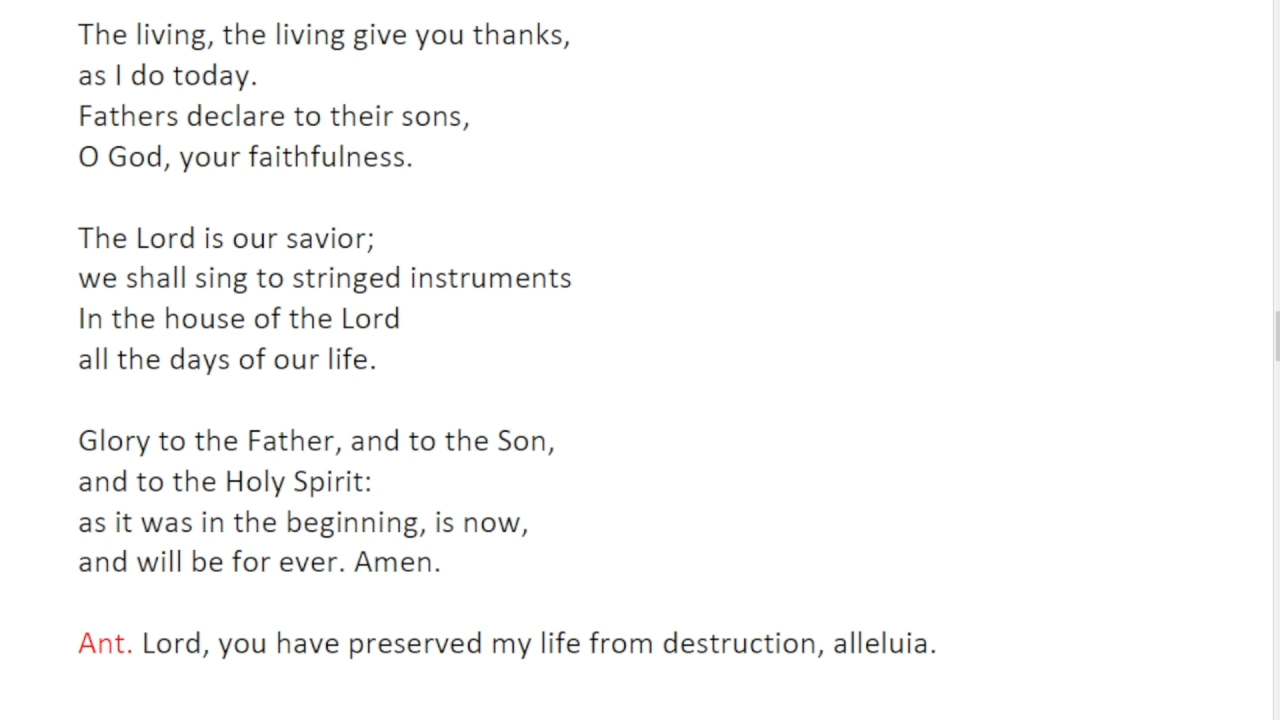 The living, the living give you thanks,
as I do today.
Fathers declare to their sons,
O God, your faithfulness.
The Lord is our savior;
we shall sing to stringed instruments
In the house of the Lord
all the days of our life.
Glory to the Father, and to the Son,
and to the Holy Spirit:
as it was in the beginning, is now,
and will be for ever. Amen.
Ant. Lord, you have preserved my life from destruction, alleluia.